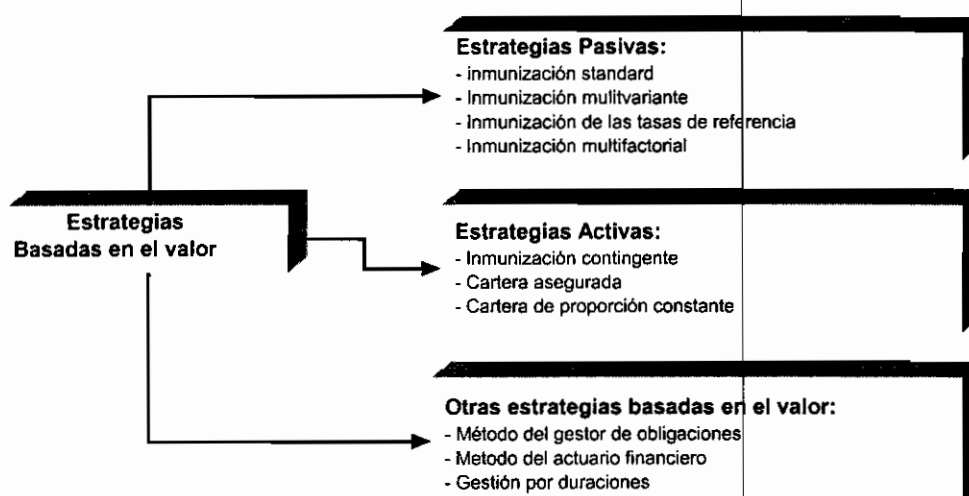 Estrategias Pasivas:
- inmunización standard
- Inmunización mulitvariante
- Inmunización de las tasas de referencia
- Inmunización multifactorial
Estrategias
Basadas en el valor
Estrategias Activas:
- Inmunización contingente
- Cartera asegurada
- Cartera de proporción constante
Otras estrategias basadas en el valor:
- Método del gestor de obligaciones
- Metodo del actuario financiero
- Gestión por duraciones